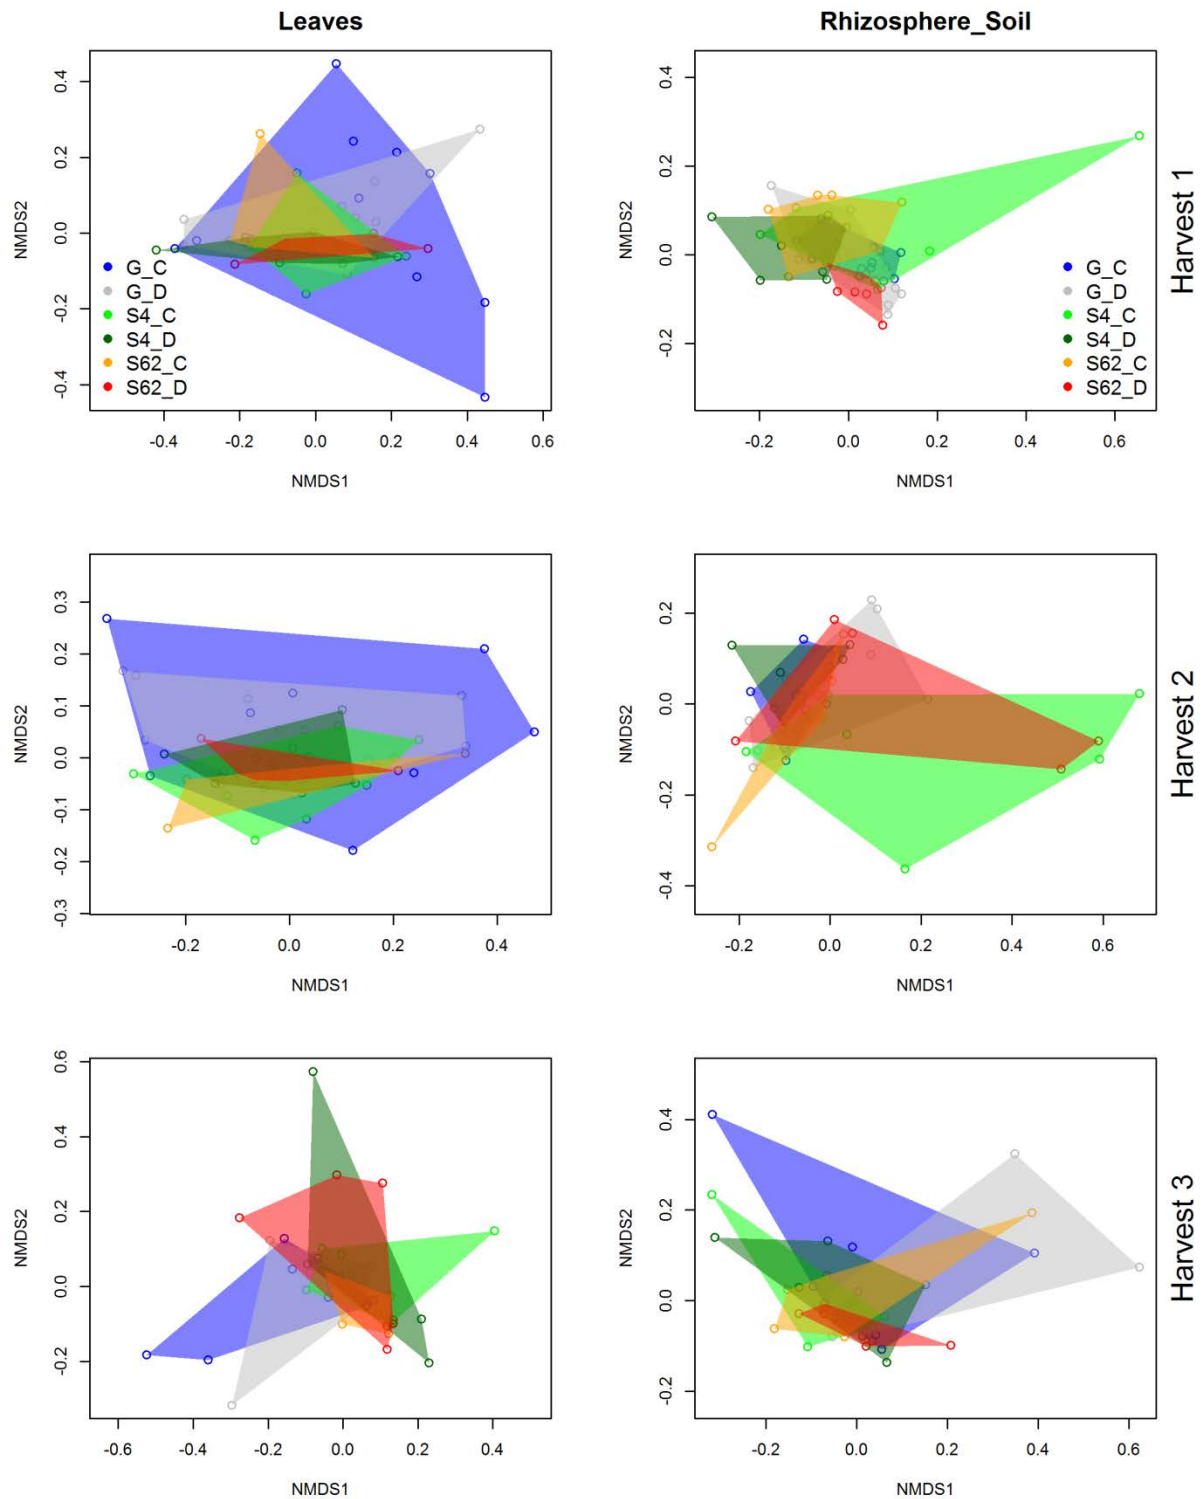 Leaves
Rhizosphere_Soil
0.4
0.2
0.0
-0.2
-0.4
NMDS2
G_C
G_D
S4_C
S4_D
S62_C
S62_D
-0.4 -0.2 0.0 0.2 0.4 0.6
NMDS1
0.4
0.2
0.0
-0.2
NMDS2
G_C
G_D
S4_C
S4_D
S62_C
S62_D
-0.2 0.0 0.2 0.4 0.6
NMDS1
Harvest 1
0.3
0.2
0.1
0.0
-0.1
-0.2
-0.3
NMDS2
-0.2 0.0 0.2 0.4
NMDS1
0.2
0.0
-0.2
-0.4
NMDS2
-0.2 0.0 0.2 0.4 0.6
NMDS1
Harvest 2
0.6
0.4
0.2
0.0
-0.2
NMDS2
-0.6 -0.4 -0.2 0.0 0.2 0.4
NMDS1
0.4
0.2
0.0
-0.2
NMDS2
-0.2 0.0 0.2 0.4 0.6
NMDS1
Harvest 3